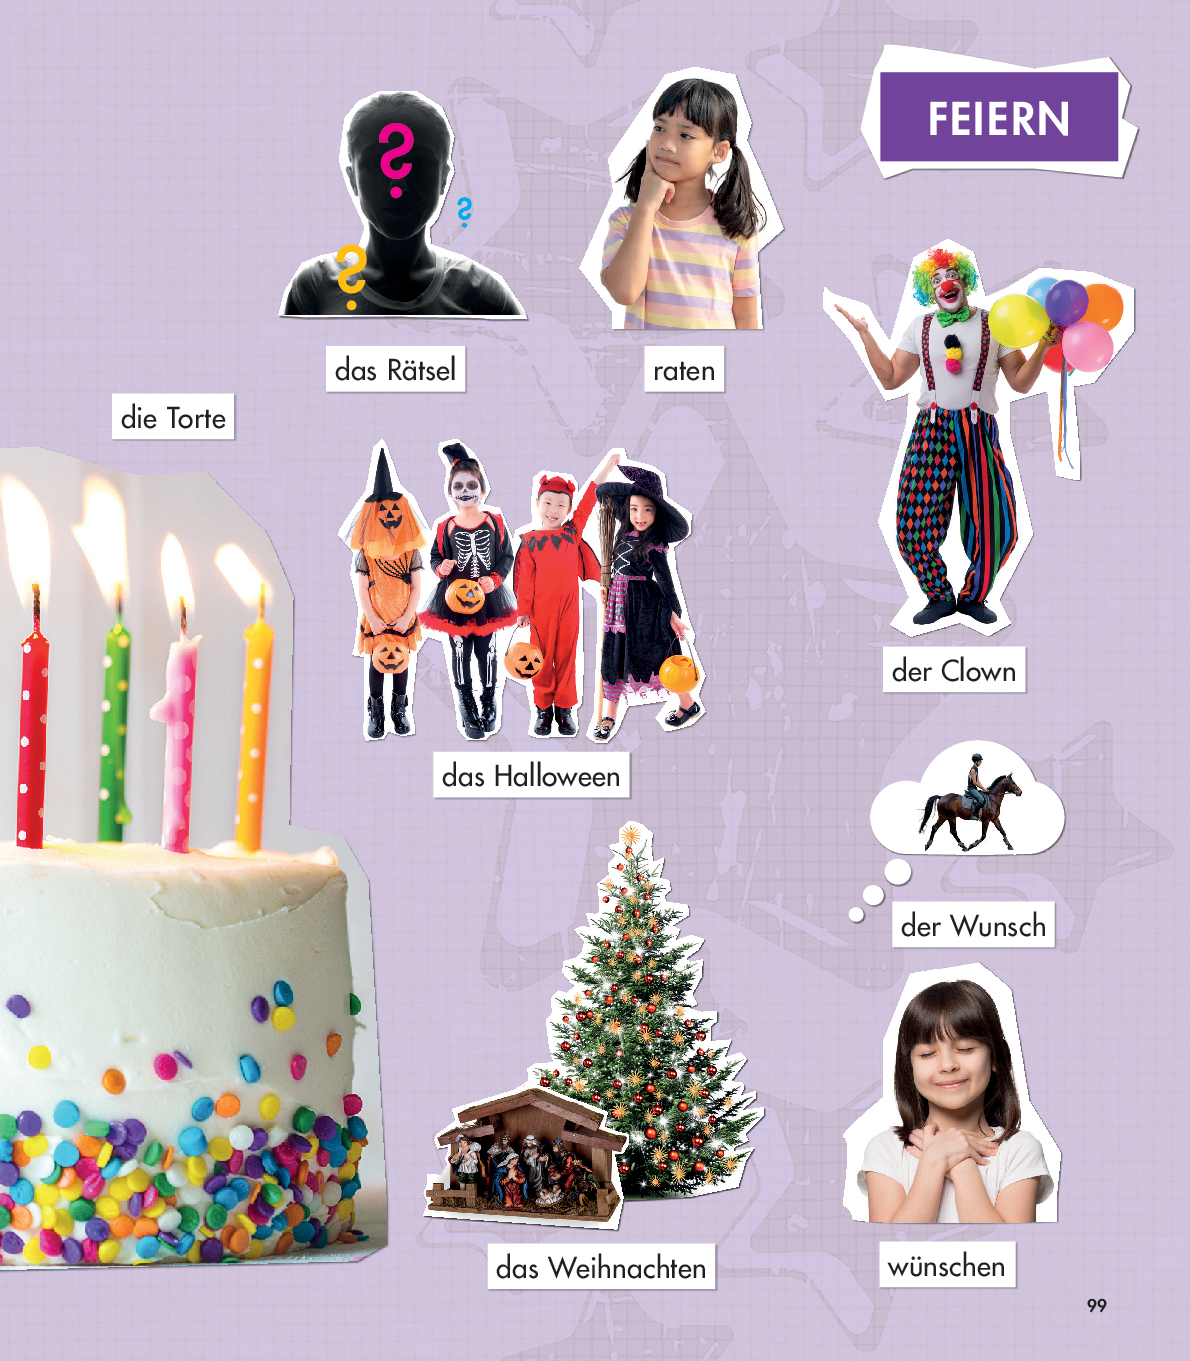 FEIERN
das Rätsel
raten
die Torte
der Clown
das Halloween
der Wunsch
das Weihnachten
wünschen
99